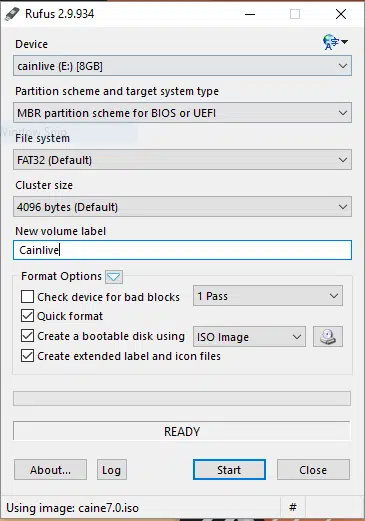 Rufus 2.9.934
Device
cainlive (E:) [8GB]
Partition scheme and target system type
MBR partition scheme for BIOS or UEFI
File system
FAT32 (Default)
Cluster size
4096 bytes (Default)
New volume label
Cainlive
Format Options
Check device for bad blocks 1 Pass
Quick format
Create a bootable disk using ISO Image
Create extended label and icon files
READY
About... Log Start Close
Using image: caine7.0.iso #